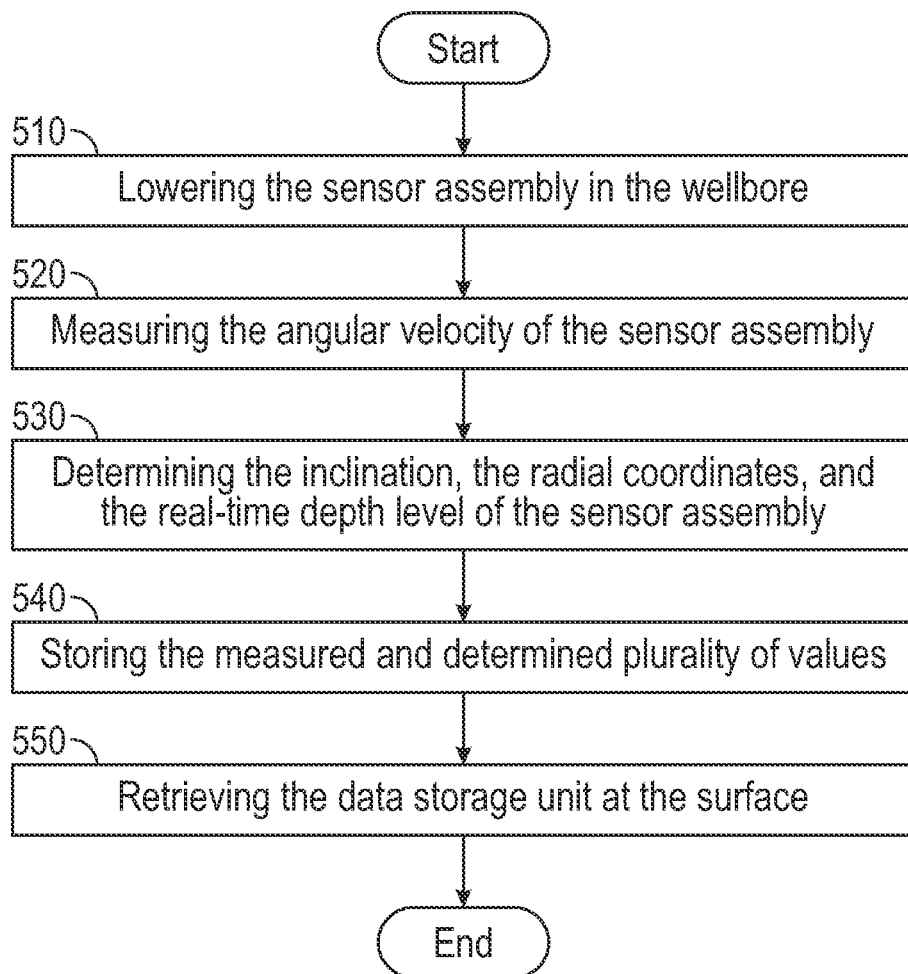 Start
510
Lowering the sensor assembly in the wellbore
520
Measuring the angular velocity of the sensor assembly
530
Determining the inclination, the radial coordinates, and
the real-time depth level of the sensor assembly
540
Storing the measured and determined plurality of values
550
Retrieving the data storage unit at the surface
End